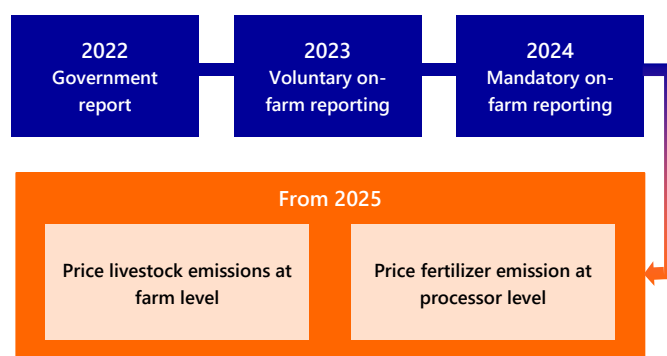 2022
Government
report
2023
Voluntary on-
farm reporting
2024
Mandatory on-
farm reporting
From 2025
Price livestock emissions at
farm level
Price fertilizer emission at
processor level